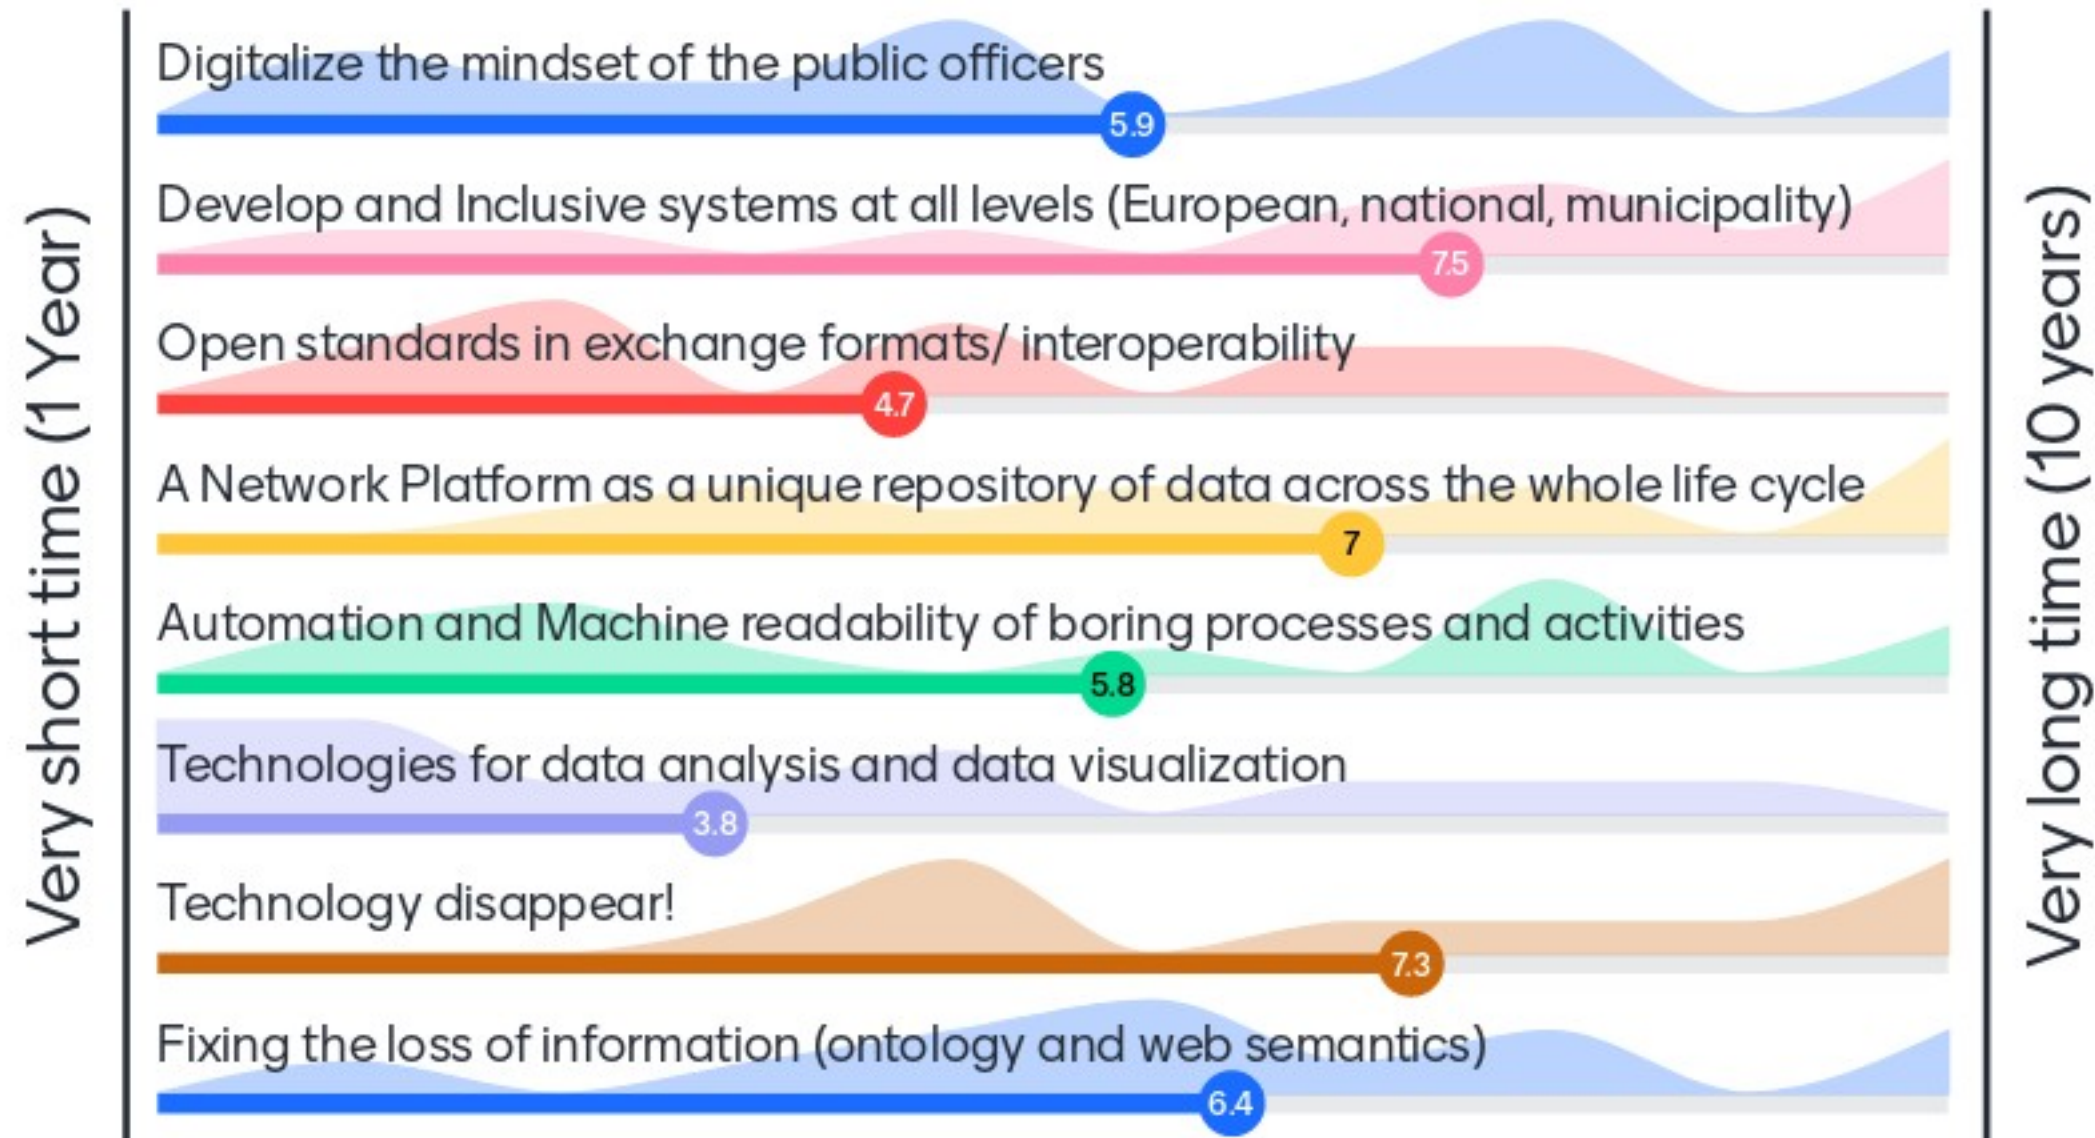 Very short time (1 Year)
Digitalize the mindset of the public officers
5.9
Develop and Inclusive systems at all levels (European, national, municipality)
7.5
Open standards in exchange formats/ interoperability
4.7
A Network Platform as a unique repository of data across the whole life cycle
7
Automation and Machine readability of boring processes and activities
5.8
Technologies for data analysis and data visualization
3.8
Technology disappear!
7.3
Fixing the loss of information (ontology and web semantics)
6.4
Very long time (10 years)